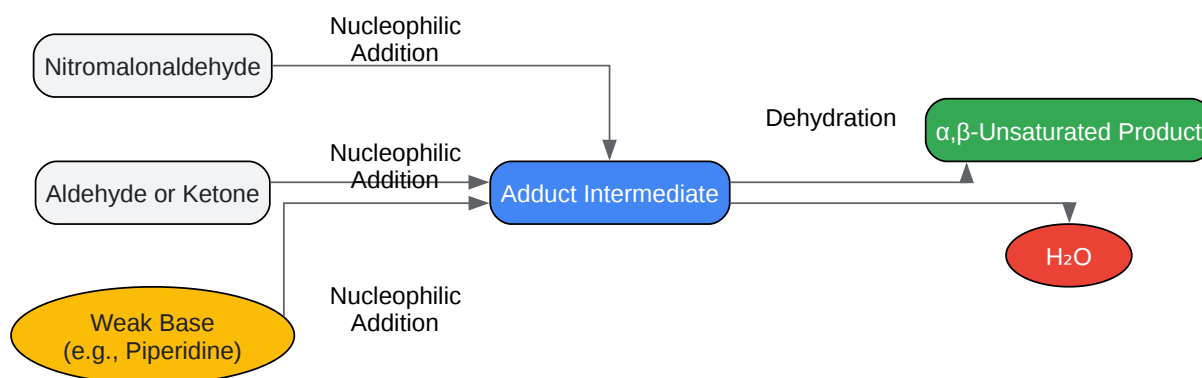 Nucleophilic
Addition
Nitromalonaldehyde
Dehydration
α,β-Unsaturated Product
Nucleophilic
Addition
Aldehyde or Ketone
Adduct Intermediate
H₂O
Nucleophilic
Addition
Weak Base
(e.g., Piperidine)